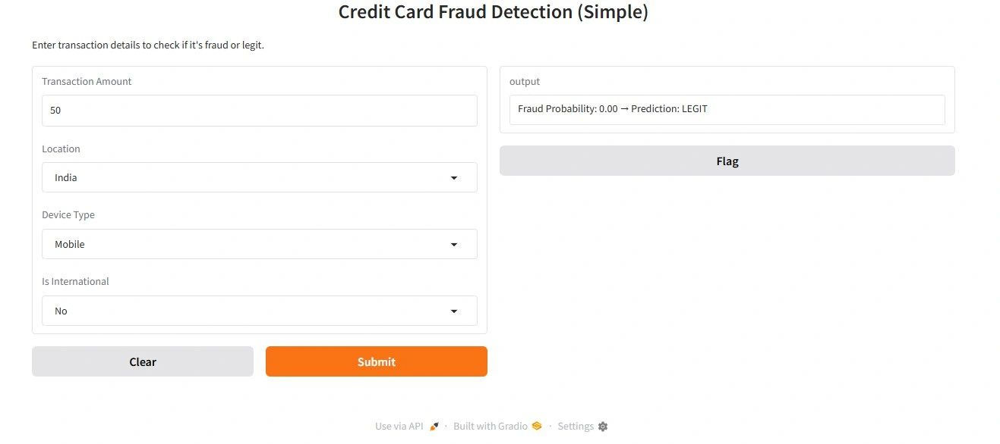 Credit Card Fraud Detection (Simple)
Enter transaction details to check if it's fraud or legit.
Transaction Amount
50
Location
India
Device Type
Mobile
Is International
No
Clear
Submit
output
Fraud Probability: 0.00 → Prediction: LEGIT
Flag
Use via API · Built with Gradio · Settings